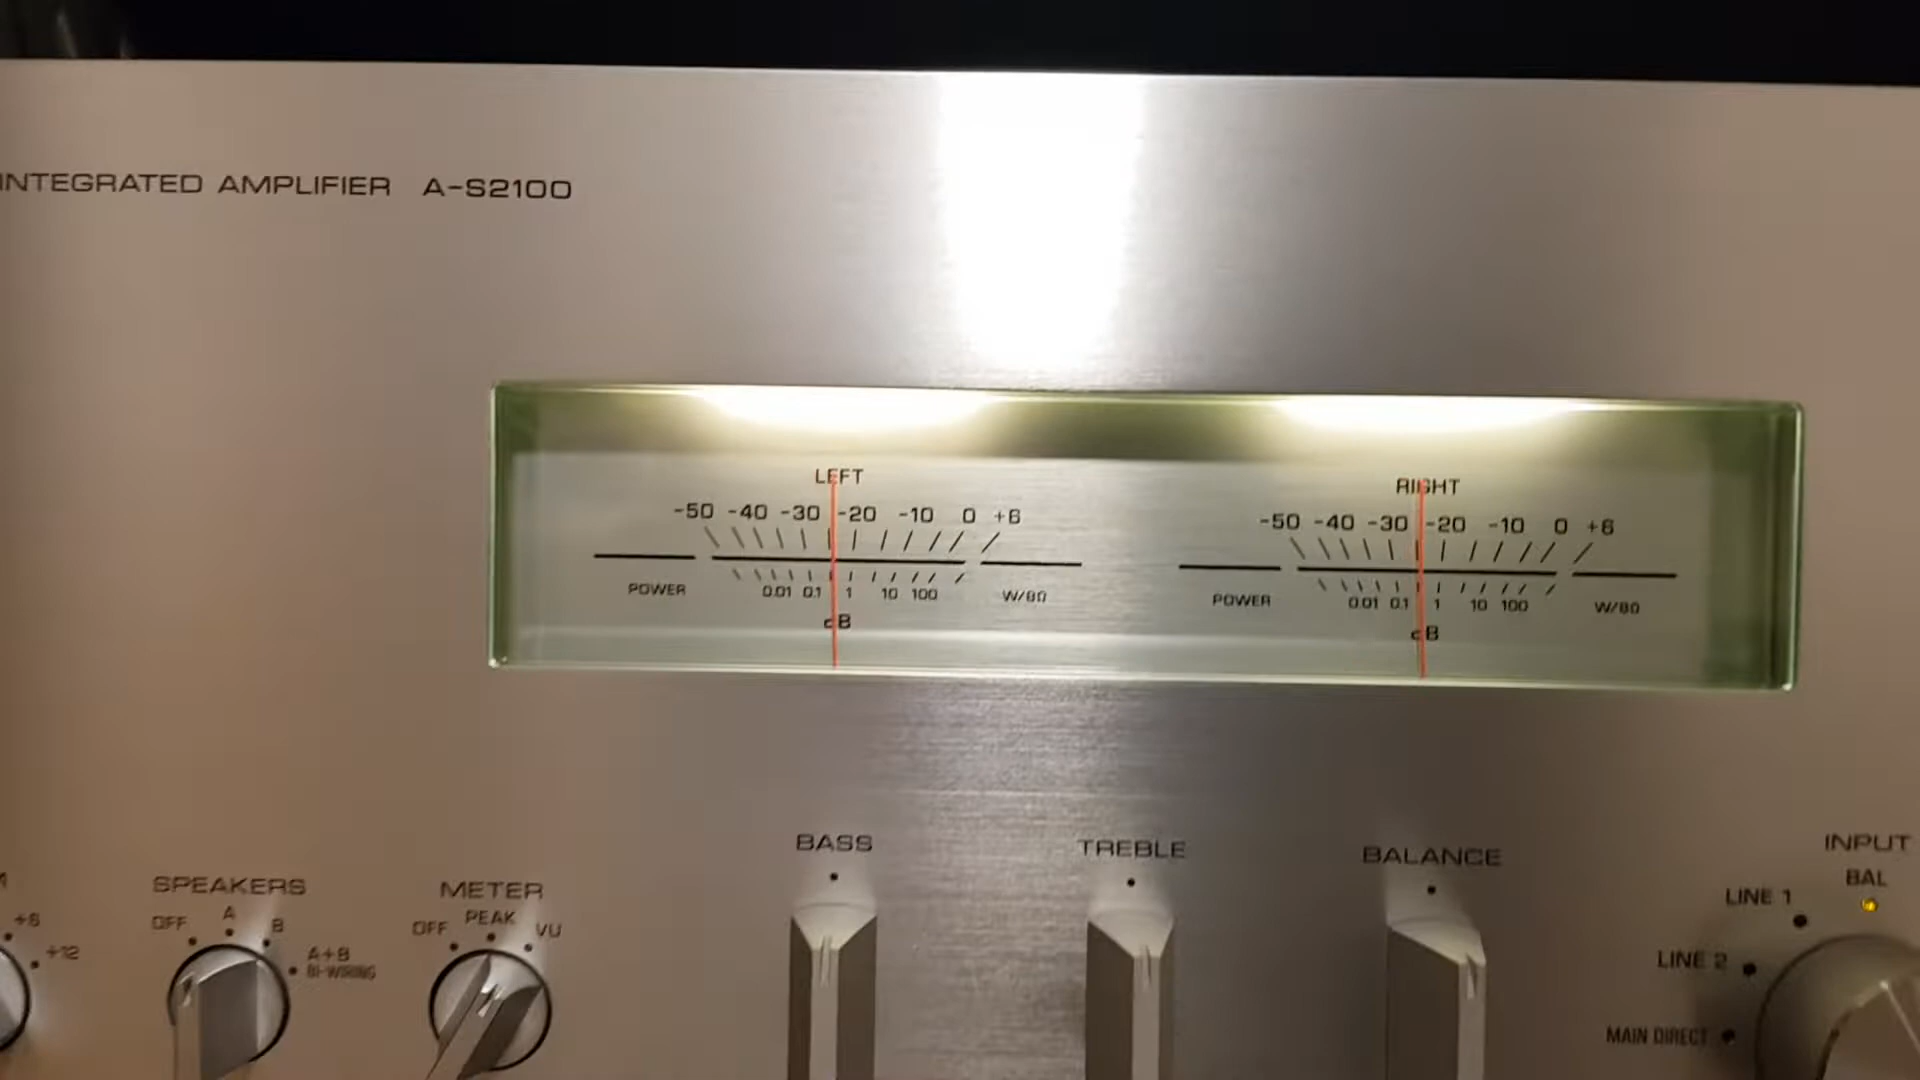 INTEGRATED AMPLIFIER A-S2100
LEFT
-50 -40 -30 -20 -10 0 +6
0.01 0.1 1 10 100
POWER
W/8Ω
dB
RIGHT
-50 -40 -30 -20 -10 0 +6
0.01 0.1 1 10 100
POWER
W/8Ω
dB
+6
+12
SPEAKERS
OFF A B
A+B
BI-WIRING
METER
OFF PEAK VU
BASS
TREBLE
BALANCE
INPUT
BAL
LINE 1
LINE 2
MAIN DIRECT